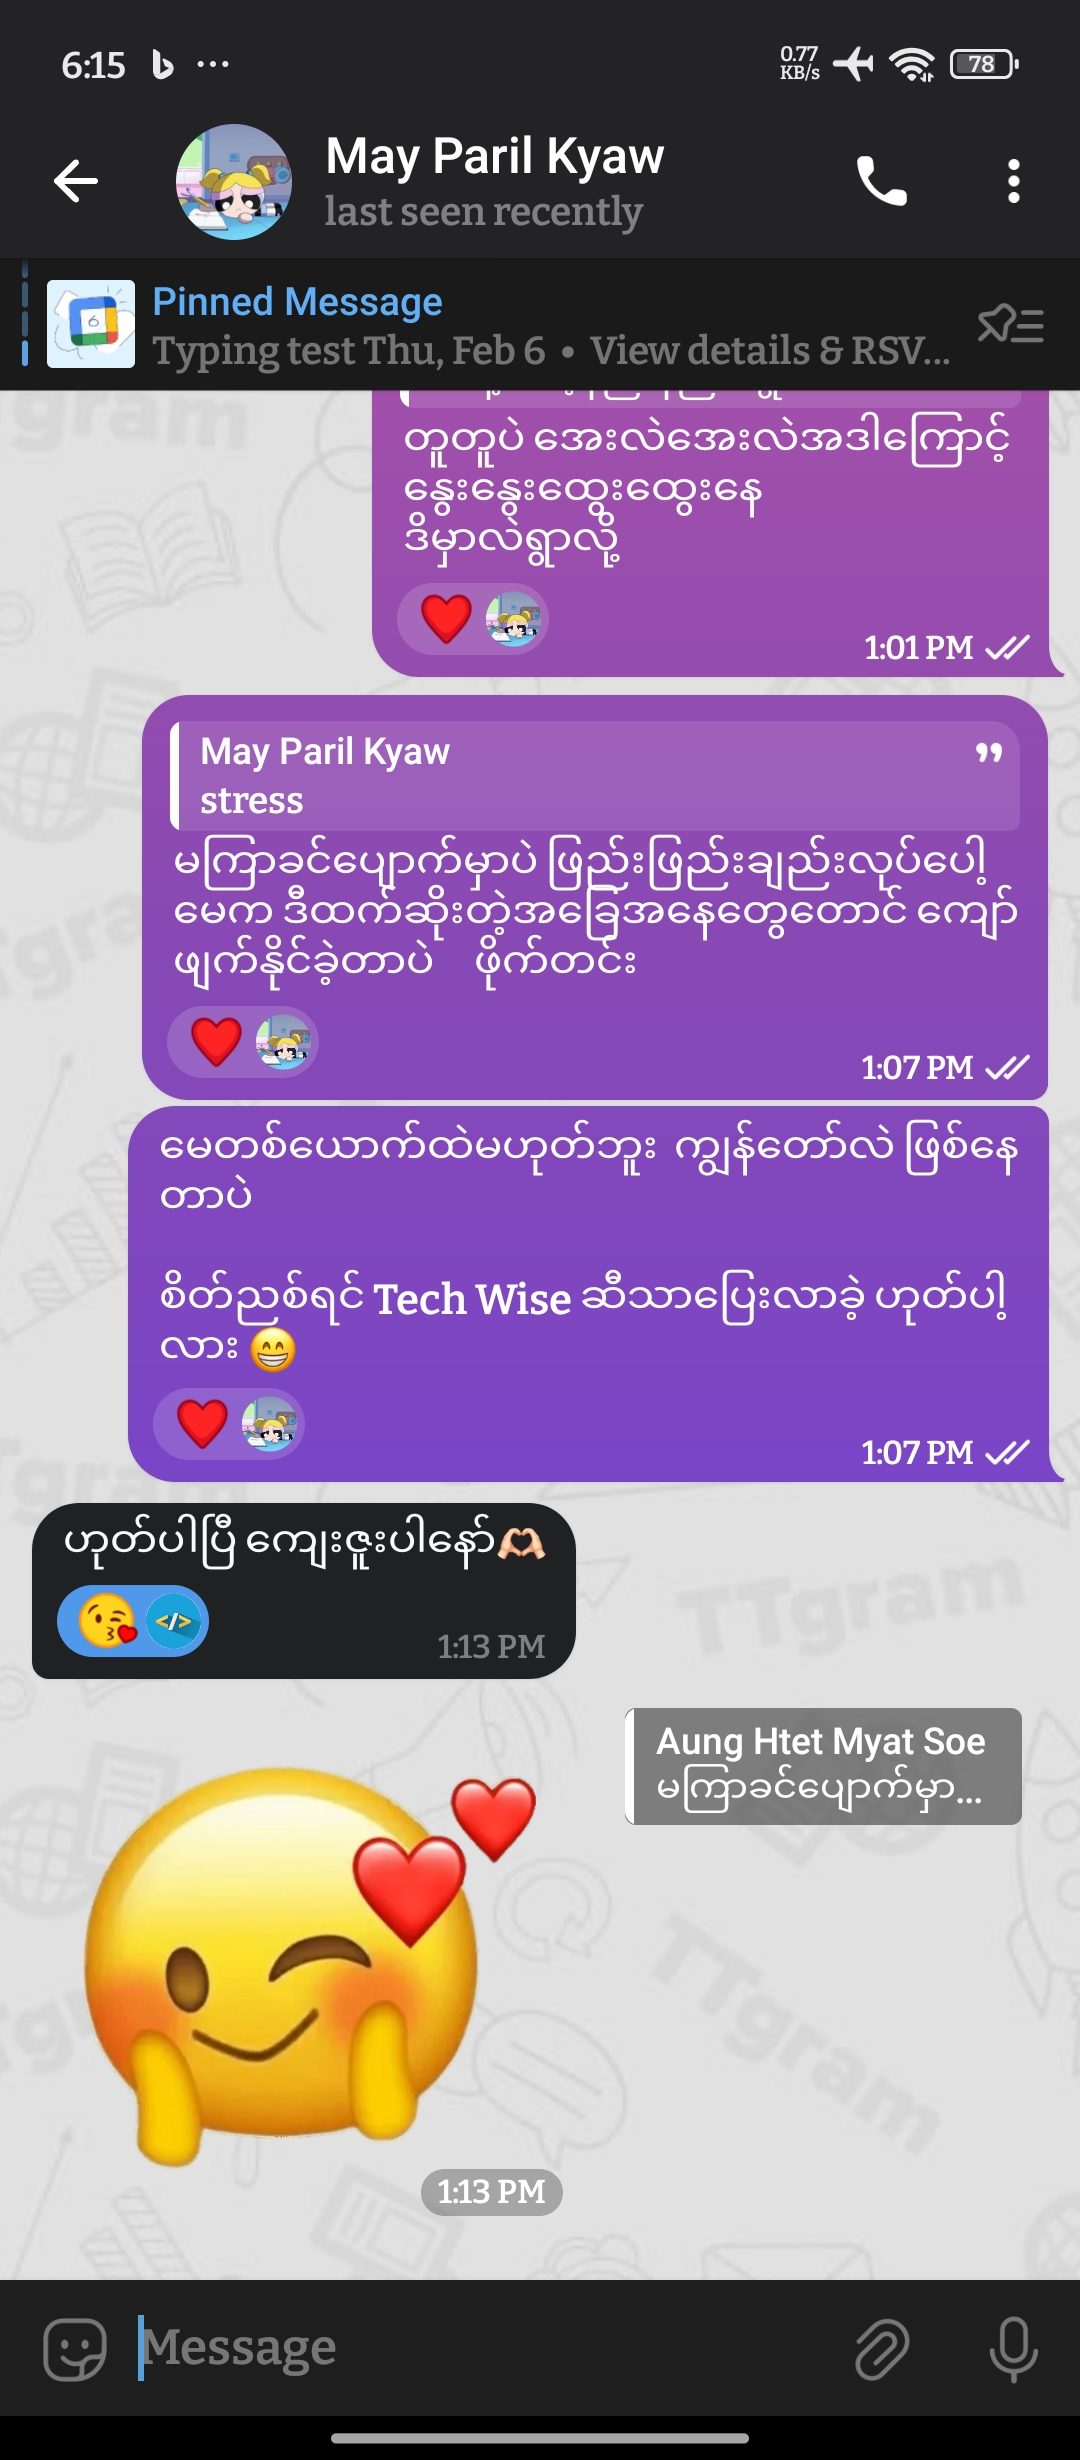 6:15
0.77
KB/s
78
May Paril Kyaw
last seen recently
Pinned Message
Typing test Thu, Feb 6 • View details & RSV...
တူတူပဲ အေးလဲအေးလဲအဒါကြောင့်
နွေးနွေးထွေးထွေးနေ
ဒိမှာလဲရွာလို့
1:01 PM
May Paril Kyaw
stress
မကြာခင်ပျောက်မှာပဲ ဖြည်းဖြည်းချည်းလုပ်ပေါ့
မေက ဒီထက်ဆိုးတဲ့အခြေအနေတွေတောင် ကျော်
ဖျက်နိုင်ခဲ့တာပဲ ဖိုက်တင်း
1:07 PM
မေတစ်ယောက်ထဲမဟုတ်ဘူး ကျွန်တော်လဲ ဖြစ်နေ
တာပဲ
စိတ်ညစ်ရင် Tech Wise ဆီသာပြေးလာခဲ့ ဟုတ်ပါ့
လား 😁
1:07 PM
ဟုတ်ပါပြီ ကျေးဇူးပါနော်🫶🏻
1:13 PM
Aung Htet Myat Soe
မကြာခင်ပျောက်မှာ...
1:13 PM
TTgram
TTgram
Message